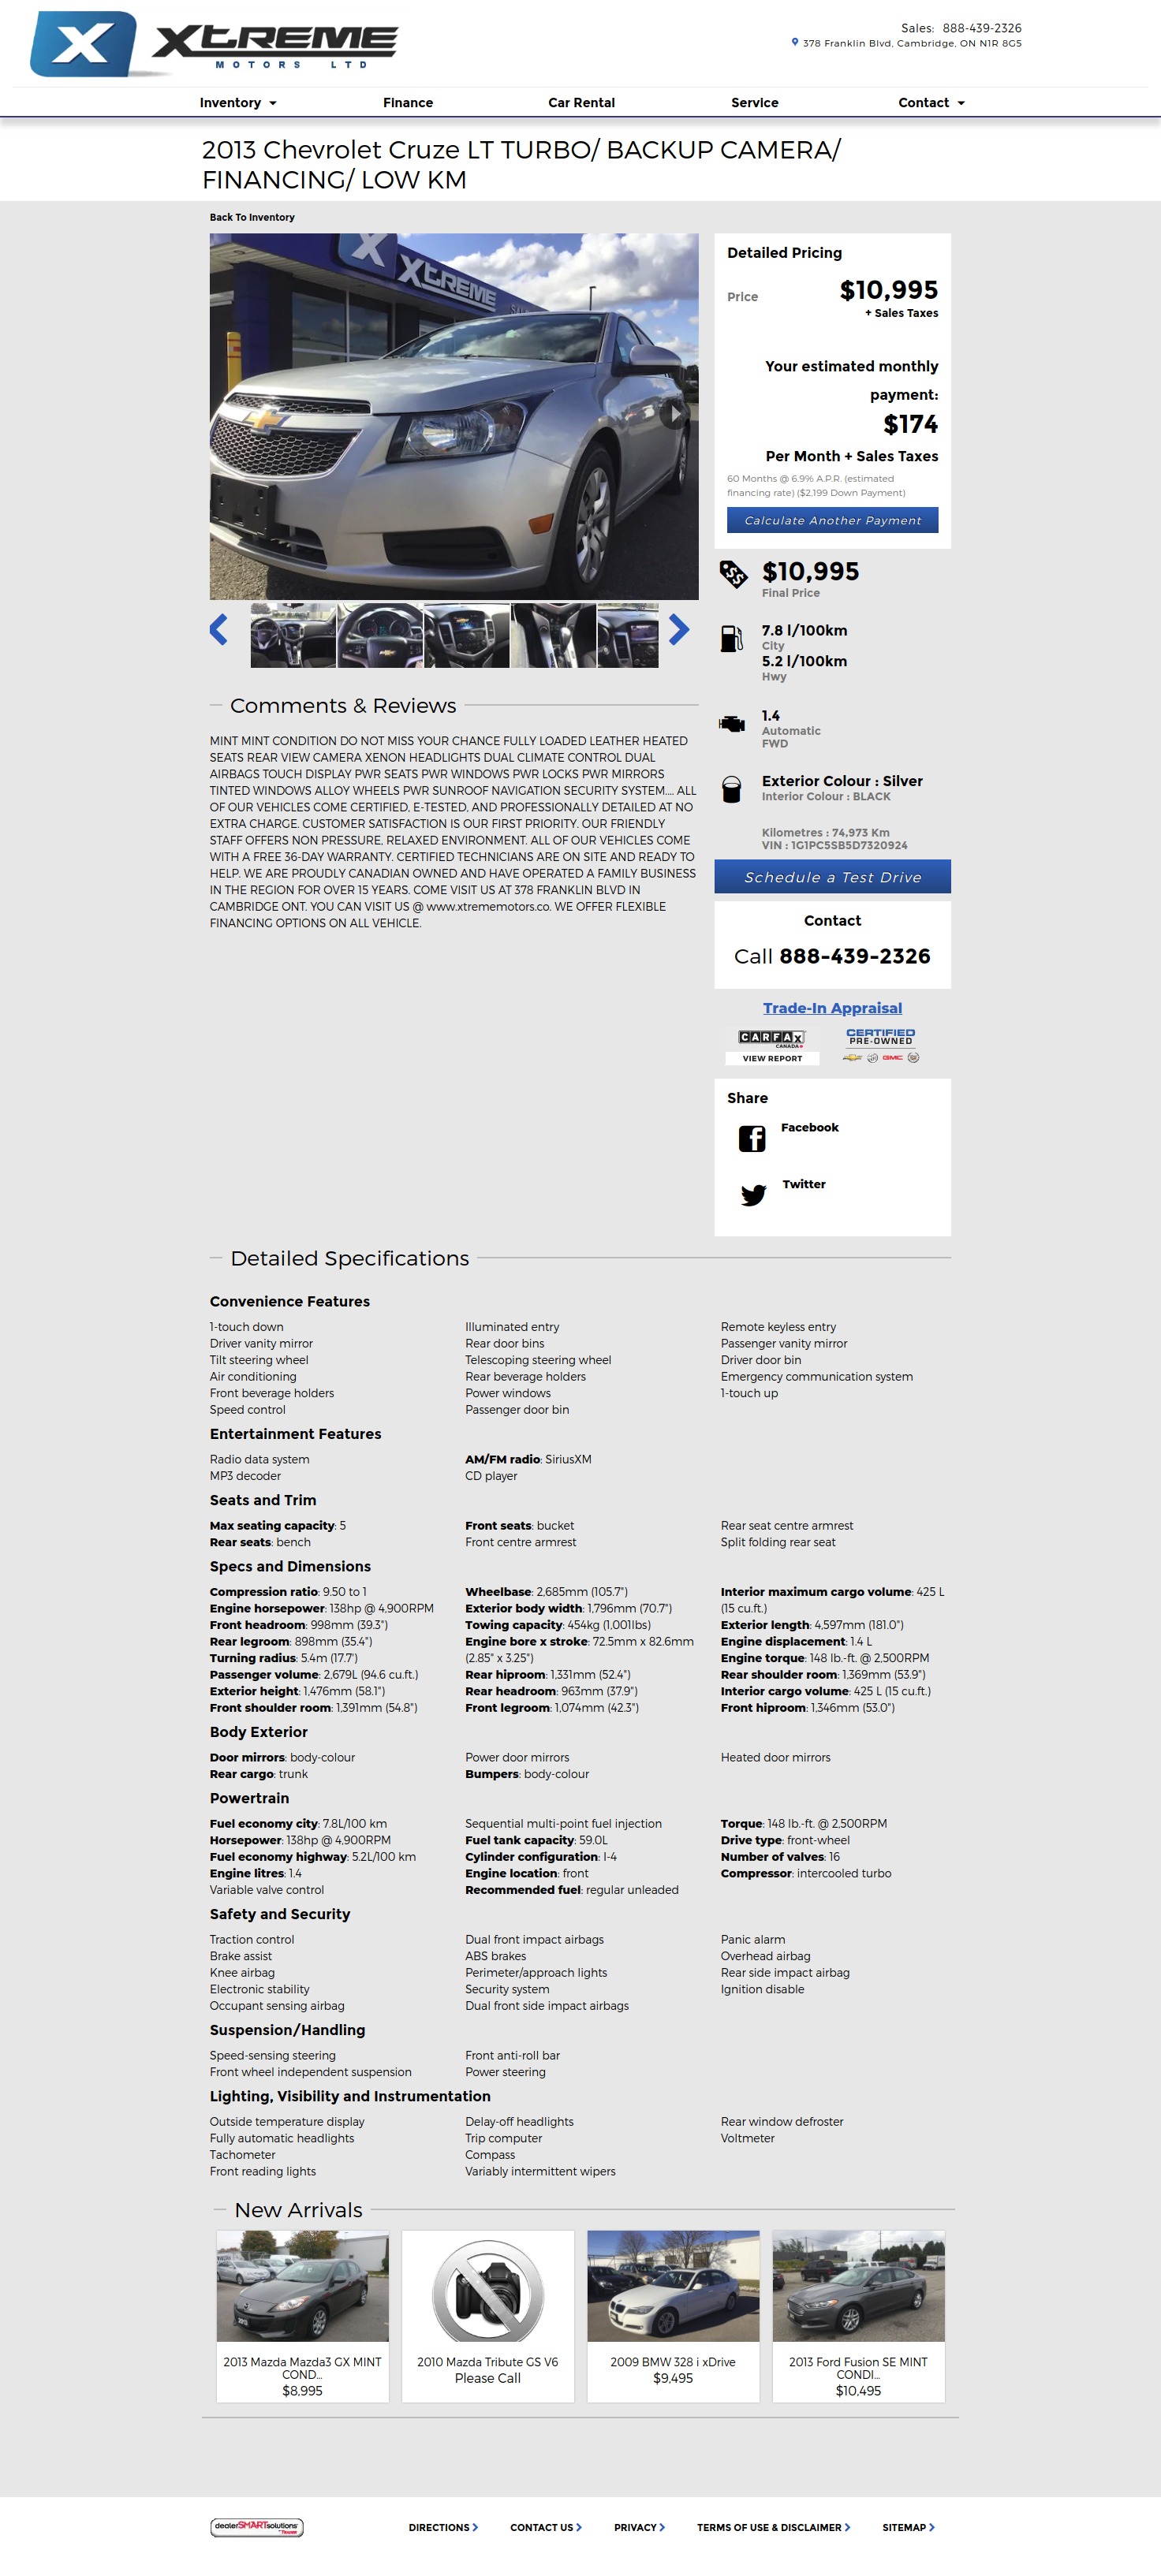 X XtREME
MOTORS LTD
Sales: 888-439-2326
378 Franklin Blvd, Cambridge, ON N1R 8G5
Inventory Finance Car Rental Service Contact
2013 Chevrolet Cruze LT TURBO/ BACKUP CAMERA/
FINANCING/ LOW KM
Back To Inventory
X XtREME
Detailed Pricing
Price $10,995
+ Sales Taxes
Your estimated monthly
payment:
$174
Per Month + Sales Taxes
60 Months @ 6.9% A.P.R. (estimated
financing rate) ($2,199 Down Payment)
Calculate Another Payment
$10,995
Final Price
7.8 l/100km
City
5.2 l/100km
Hwy
1.4
Automatic
FWD
Exterior Colour : Silver
Interior Colour : BLACK
Kilometres : 74,973 Km
VIN : 1G1PC5SB5D7320924
Schedule a Test Drive
Contact
Call 888-439-2326
Trade-In Appraisal
CARFAX
CANADA
VIEW REPORT
CERTIFIED
PRE-OWNED
GMC
Share
Facebook
Twitter
Comments & Reviews
MINT MINT CONDITION DO NOT MISS YOUR CHANCE FULLY LOADED LEATHER HEATED
SEATS REAR VIEW CAMERA XENON HEADLIGHTS DUAL CLIMATE CONTROL DUAL
AIRBAGS TOUCH DISPLAY PWR SEATS PWR WINDOWS PWR LOCKS PWR MIRRORS
TINTED WINDOWS ALLOY WHEELS PWR SUNROOF NAVIGATION SECURITY SYSTEM.... ALL
OF OUR VEHICLES COME CERTIFIED, E-TESTED, AND PROFESSIONALLY DETAILED AT NO
EXTRA CHARGE. CUSTOMER SATISFACTION IS OUR FIRST PRIORITY. OUR FRIENDLY
STAFF OFFERS NON PRESSURE, RELAXED ENVIROMENT. ALL OF OUR VEHICLES COME
WITH A FREE 36-DAY WARRANTY. CERTIFIED TECHNICIANS ARE ON SITE AND READY TO
HELP. WE ARE PROUDLY CANADIAN OWNED AND HAVE OPERATED A FAMILY BUSINESS
IN THE REGION FOR OVER 15 YEARS. COME VISIT US AT 378 FRANKLIN BLVD IN
CAMBRIDGE ONT. YOU CAN VISIT US @ www.xtrememotors.co. WE OFFER FLEXIBLE
FINANCING OPTIONS ON ALL VEHICLE.
Detailed Specifications
Convenience Features
1-touch down Illuminated entry Remote keyless entry
Driver vanity mirror Rear door bins Passenger vanity mirror
Tilt steering wheel Telescoping steering wheel Driver door bin
Air conditioning Rear beverage holders Emergency communication system
Front beverage holders Power windows 1-touch up
Speed control Passenger door bin
Entertainment Features
Radio data system AM/FM radio: SiriusXM
MP3 decoder CD player
Seats and Trim
Max seating capacity: 5 Front seats: bucket Rear seat centre armrest
Rear seats: bench Front centre armrest Split folding rear seat
Specs and Dimensions
Compression ratio: 9.50 to 1 Wheelbase: 2,685mm (105.7") Interior maximum cargo volume: 425 L
Engine horsepower: 138hp @ 4,900RPM Exterior body width: 1,796mm (70.7") (15 cu.ft.)
Front headroom: 998mm (39.3") Towing capacity: 454kg (1,001lbs) Exterior length: 4,597mm (181.0")
Rear legroom: 898mm (35.4") Engine bore x stroke: 72.5mm x 82.6mm Engine displacement: 1.4 L
Turning radius: 5.4m (17.7') (2.85" x 3.25") Engine torque: 148 lb.-ft. @ 2,500RPM
Passenger volume: 2,679L (94.6 cu.ft.) Rear hiproom: 1,331mm (52.4") Rear shoulder room: 1,369mm (53.9")
Exterior height: 1,476mm (58.1") Rear headroom: 963mm (37.9") Interior cargo volume: 425 L (15 cu.ft.)
Front shoulder room: 1,391mm (54.8") Front legroom: 1,074mm (42.3") Front hiproom: 1,346mm (53.0")
Body Exterior
Door mirrors: body-colour Power door mirrors Heated door mirrors
Rear cargo: trunk Bumpers: body-colour
Powertrain
Fuel economy city: 7.8L/100 km Sequential multi-point fuel injection Torque: 148 lb.-ft. @ 2,500RPM
Horsepower: 138hp @ 4,900RPM Fuel tank capacity: 59.0L Drive type: front-wheel
Fuel economy highway: 5.2L/100 km Cylinder configuration: I-4 Number of valves: 16
Engine litres: 1.4 Engine location: front Compressor: intercooled turbo
Variable valve control Recommended fuel: regular unleaded
Safety and Security
Traction control Dual front impact airbags Panic alarm
Brake assist ABS brakes Overhead airbag
Knee airbag Perimeter/approach lights Rear side impact airbag
Electronic stability Security system Ignition disable
Occupant sensing airbag Dual front side impact airbags
Suspension/Handling
Speed-sensing steering Front anti-roll bar
Front wheel independent suspension Power steering
Lighting, Visibility and Instrumentation
Outside temperature display Delay-off headlights Rear window defroster
Fully automatic headlights Trip computer Voltmeter
Tachometer Compass
Front reading lights Variably intermittent wipers
New Arrivals
2013 Mazda Mazda3 GX MINT
COND...
$8,995
2010 Mazda Tribute GS V6
Please Call
2009 BMW 328 i xDrive
$9,495
2013 Ford Fusion SE MINT
CONDI...
$10,495
dealerSMARTsolutions
DIRECTIONS CONTACT US PRIVACY TERMS OF USE & DISCLAIMER SITEMAP